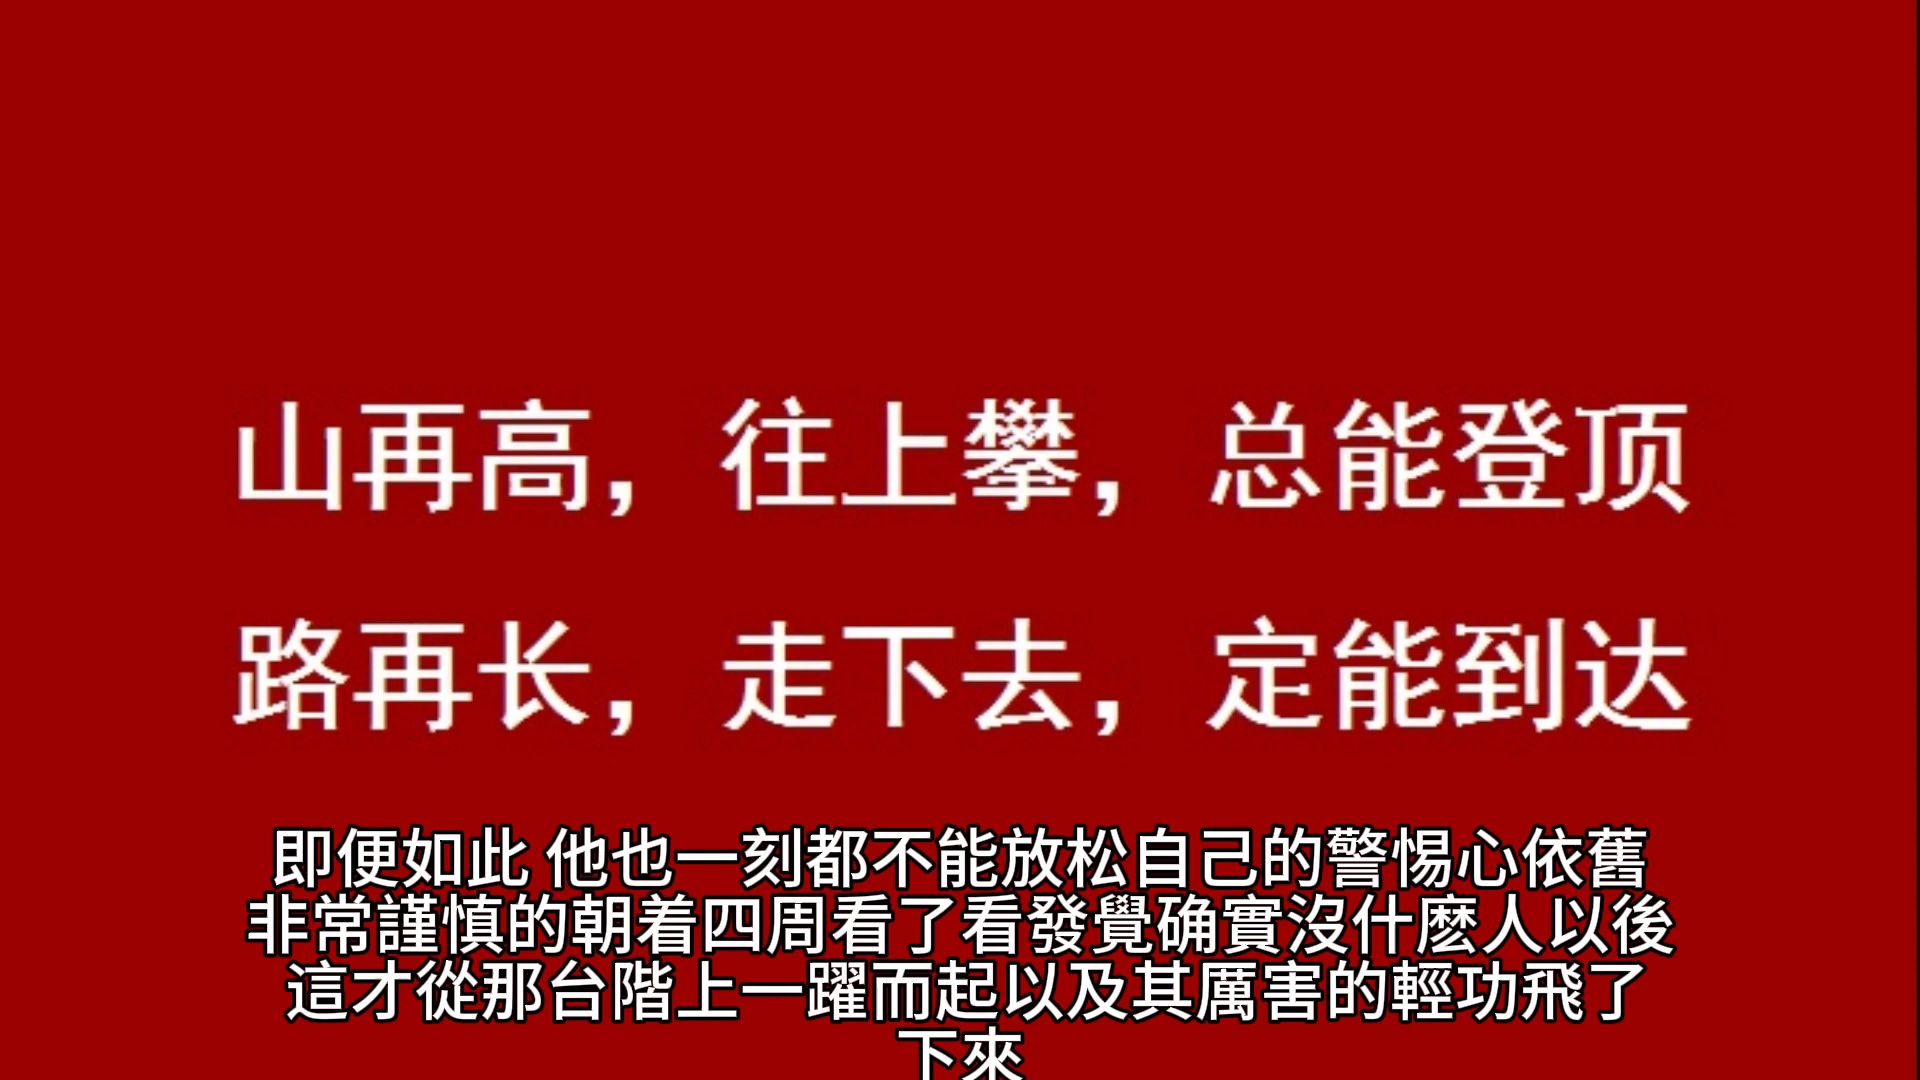 山再高，往上攀，总能登顶
路再长，走下去，定能到达
即便如此 他也一刻都不能放松自己的警惕心依舊
非常謹慎的朝着四周看了看發覺确實沒什麽人以後
這才從那台階上一躍而起以及其厲害的輕功飛了
下來